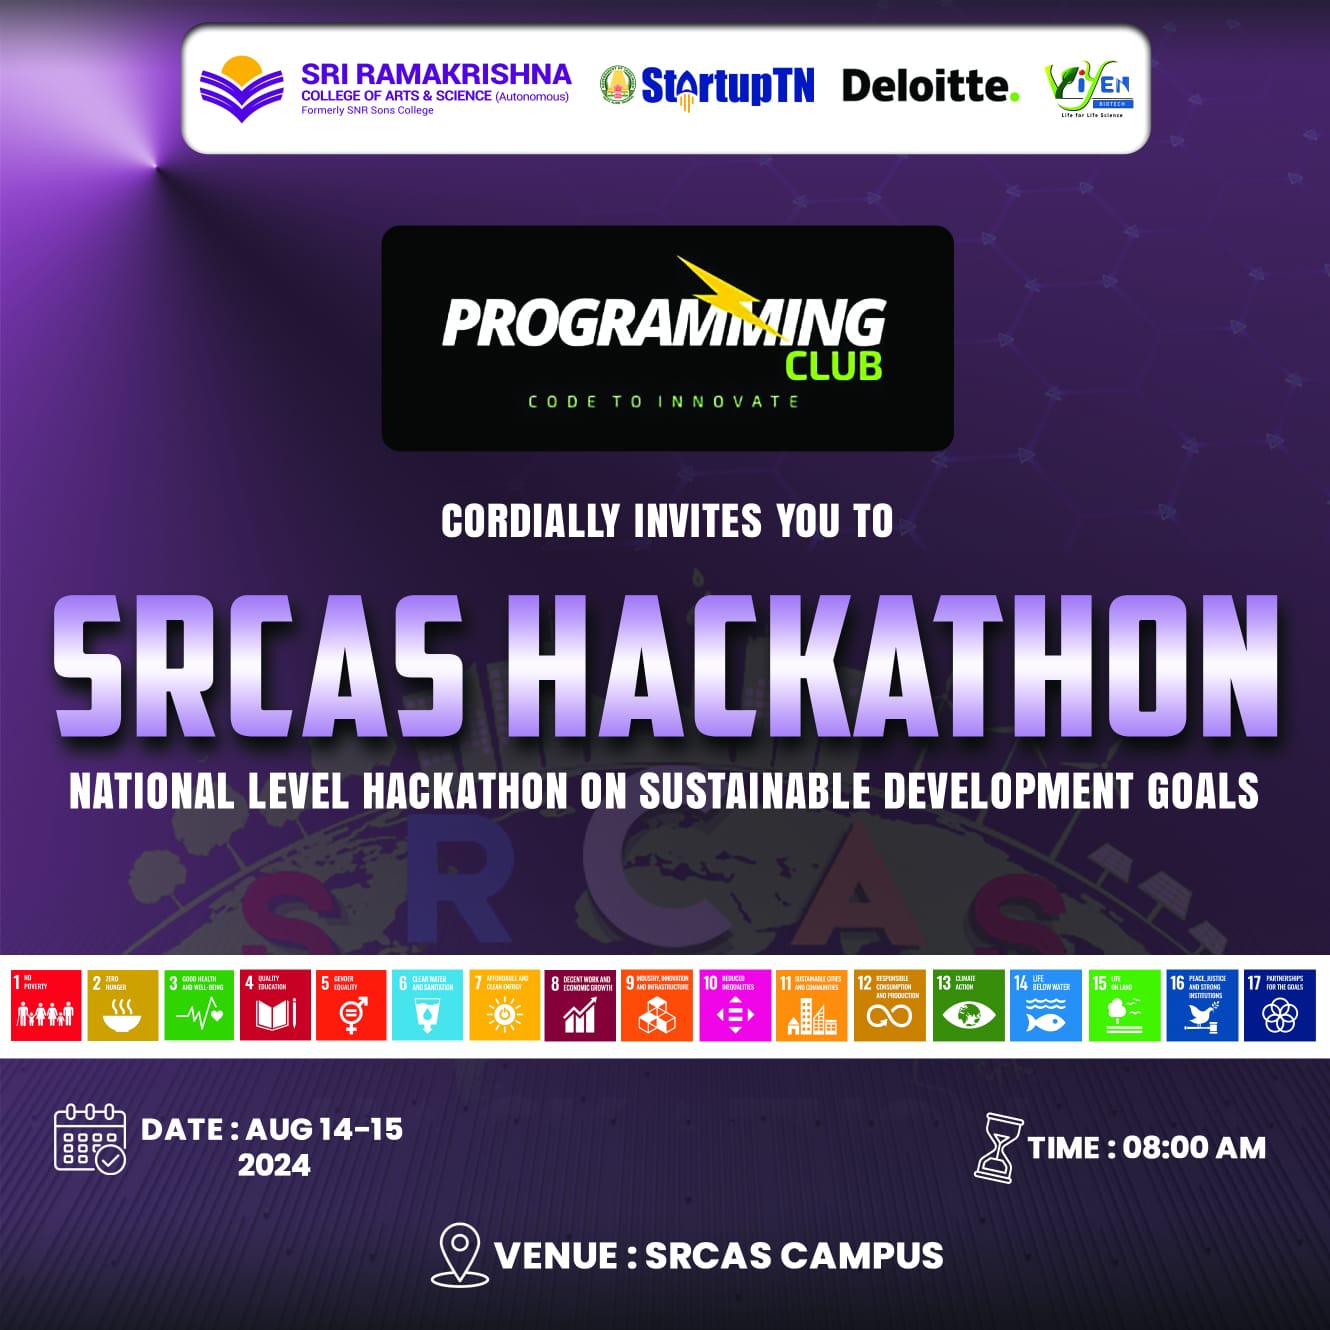 SRI RAMAKRISHNA
COLLEGE OF ARTS & SCIENCE (Autonomous)
Formerly SNR Sons College
StartupTN
Deloitte.
ViYEN
BIOTECH
Life for Life Science
PROGRAMMING
CLUB
CODE TO INNOVATE
CORDIALLY INVITES YOU TO
SRCAS HACKATHON
NATIONAL LEVEL HACKATHON ON SUSTAINABLE DEVELOPMENT GOALS
SRCAS
1 NO
POVERTY
2 ZERO
HUNGER
3 GOOD HEALTH
AND WELL-BEING
4 QUALITY
EDUCATION
5 GENDER
EQUALITY
6 CLEAN WATER
AND SANITATION
7 AFFORDABLE AND
CLEAN ENERGY
8 DECENT WORK AND
ECONOMIC GROWTH
9 INDUSTRY, INNOVATION
AND INFRASTRUCTURE
10 REDUCED
INEQUALITIES
11 SUSTAINABLE CITIES
AND COMMUNITIES
12 RESPONSIBLE
CONSUMPTION
AND PRODUCTION
13 CLIMATE
ACTION
14 LIFE
BELOW WATER
15 LIFE
ON LAND
16 PEACE, JUSTICE
AND STRONG
INSTITUTIONS
17 PARTNERSHIPS
FOR THE GOALS
DATE : AUG 14-15
2024
TIME : 08:00 AM
VENUE : SRCAS CAMPUS